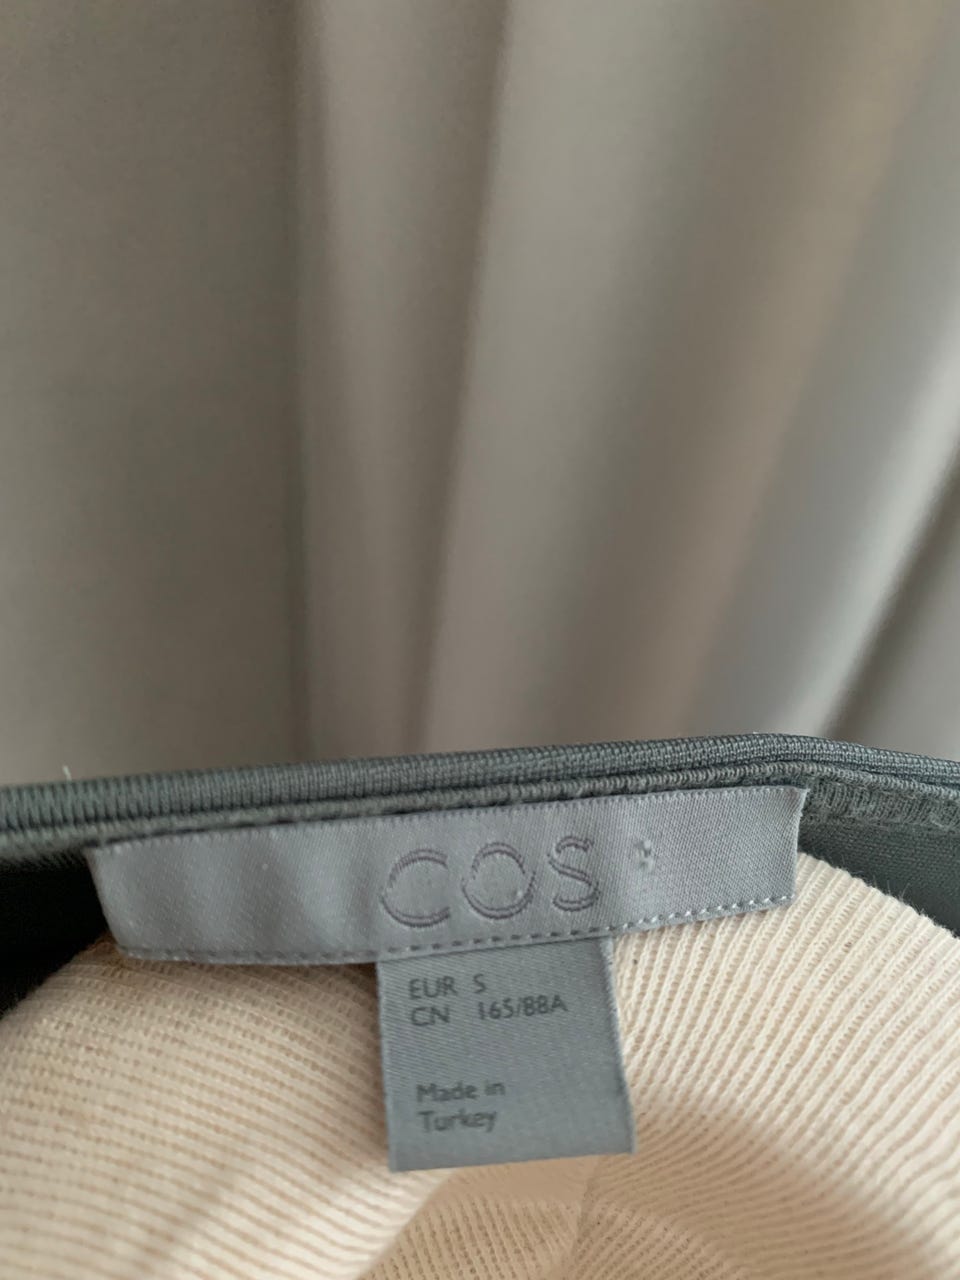 COS
EUR S
CN 165/88A
Made in
Turkey